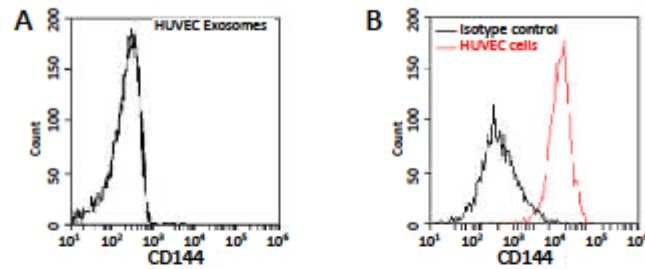 A
HUVEC Exosomes
200
150
100
50
0
Count
10¹ 10² 10³ 10⁴ 10⁵ 10⁶
CD144
B
Isotype control
HUVEC cells
200
150
100
50
0
Count
10¹ 10² 10³ 10⁴ 10⁵ 10⁶
CD144